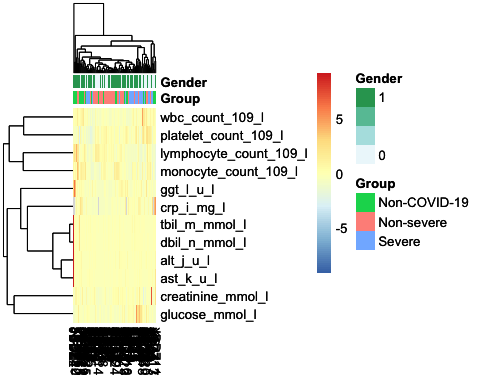 Gender
Group
wbc_count_109_l
platelet_count_109_l
lymphocyte_count_109_l
monocyte_count_109_l
ggt_l_u_l
crp_i_mg_l
tbil_m_mmol_l
dbil_n_mmol_l
alt_j_u_l
ast_k_u_l
creatinine_mmol_l
glucose_mmol_l
5
0
-5
Gender
1
0
Group
Non-COVID-19
Non-severe
Severe